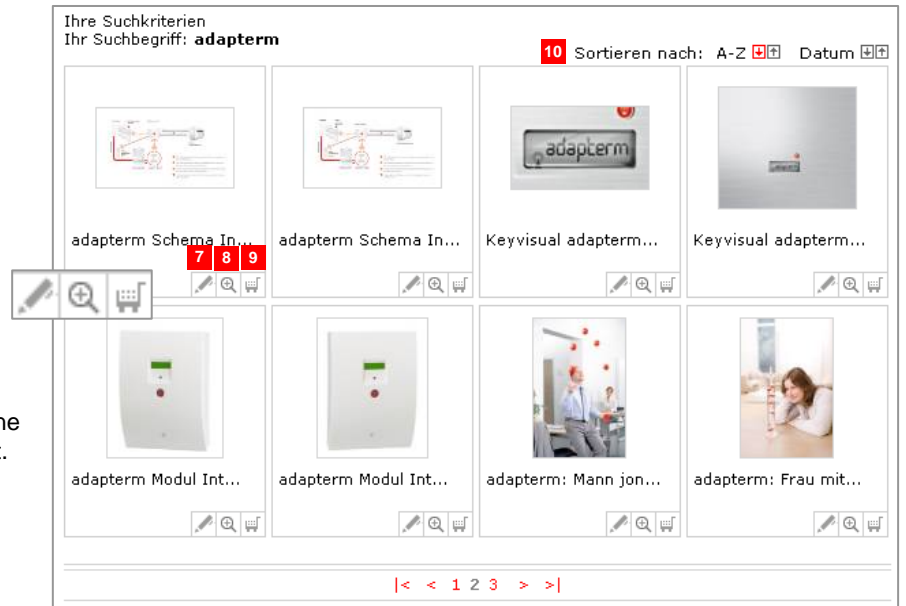 Ihre Suchkriterien
Ihr Suchbegriff: adapterm
10 Sortieren nach: A-Z Datum
adapterm
adapterm Schema In...
adapterm Schema In...
Keyvisual adapterm...
Keyvisual adapterm...
7 8 9
ne
t.
adapterm Modul Int...
adapterm Modul Int...
adapterm: Mann jon...
adapterm: Frau mit...
|< < 1 2 3 > >|